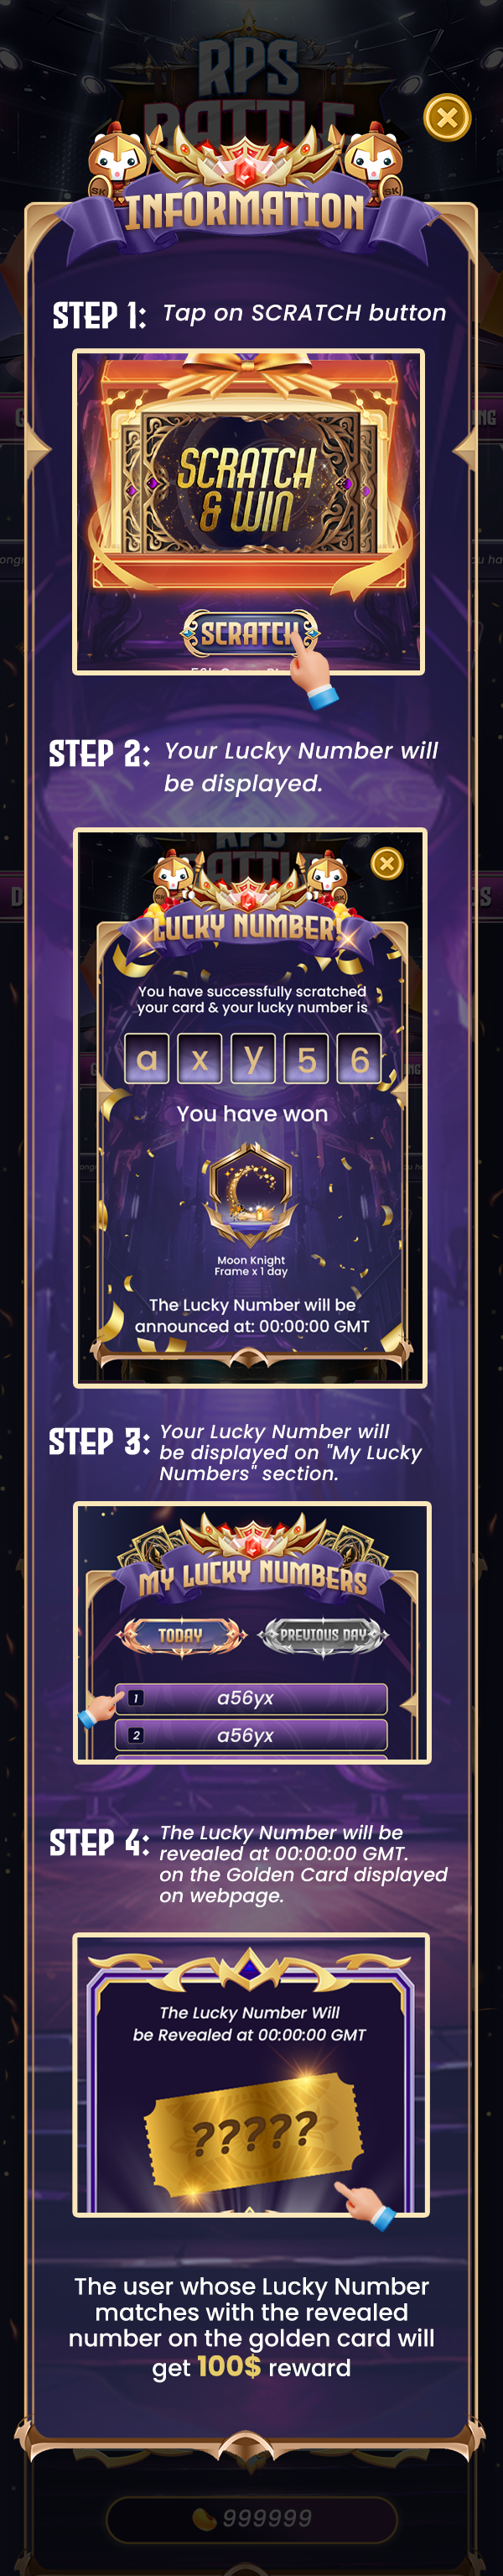 RPS
BATTLE
SK
SK
INFORMATION
STEP 1: Tap on SCRATCH button
SCRATCH
& WIN
SCRATCH
STEP 2: Your Lucky Number will
be displayed.
RPS
LUCKY NUMBER!
You have successfully scratched
your card & your lucky number is
a x y 5 6
You have won
Moon Knight
Frame x 1 day
The Lucky Number will be
announced at: 00:00:00 GMT
STEP 3: Your Lucky Number will
be displayed on "My Lucky
Numbers" section.
MY LUCKY NUMBERS
TODAY PREVIOUS DAY
1 a56yx
2 a56yx
STEP 4: The Lucky Number will be
revealed at 00:00:00 GMT.
on the Golden Card displayed
on webpage.
The Lucky Number Will
be Revealed at 00:00:00 GMT
?????
The user whose Lucky Number
matches with the revealed
number on the golden card will
get 100$ reward
999999